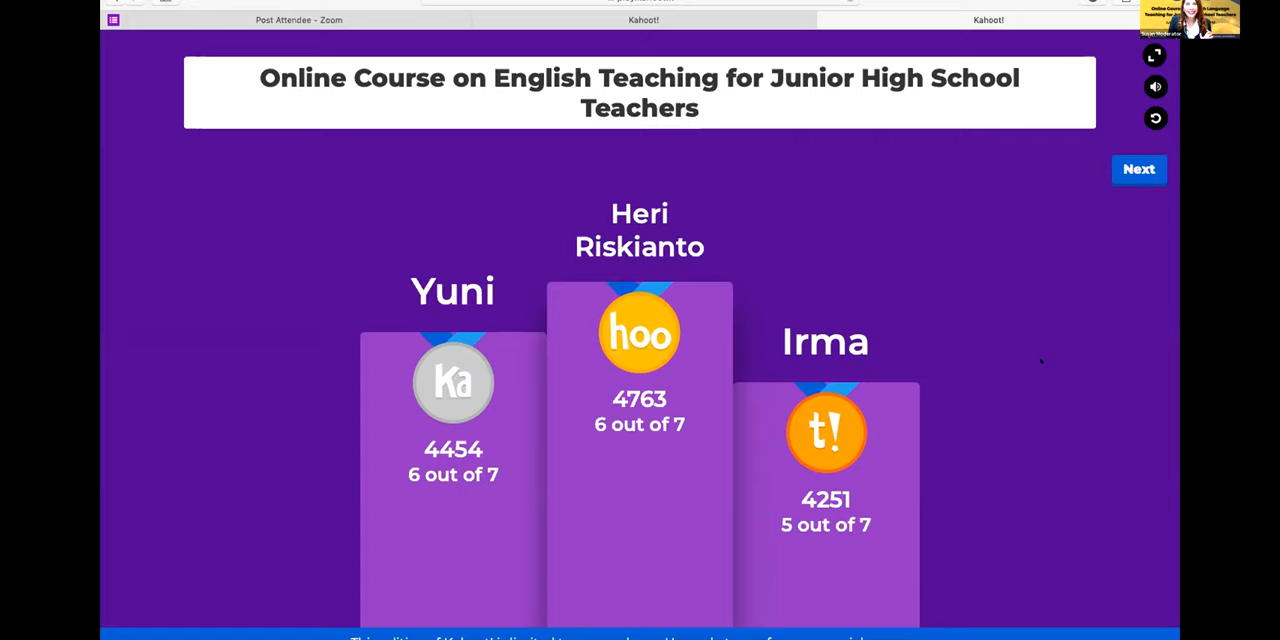 Post Attendee - Zoom
Kahoot!
Kahoot!
Online Course on English Teaching for Junior High School
Teachers
Next
Heri
Riskianto
Yuni
Irma
hoo
4763
6 out of 7
Ka
4454
6 out of 7
t!
4251
5 out of 7